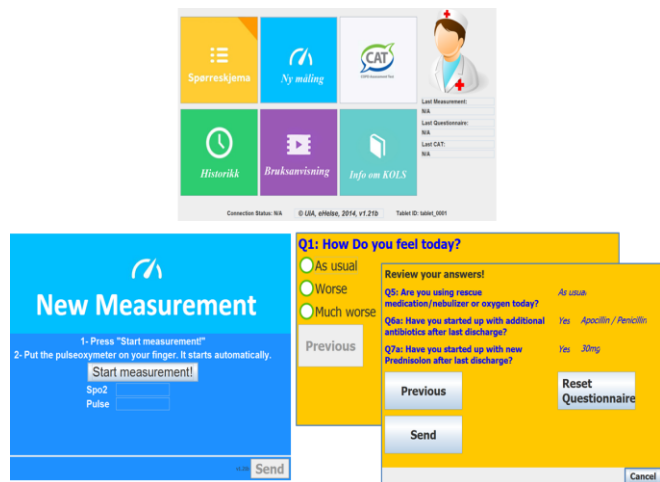 Spørreskjema
Ny måling
CAT
COPD Assessment Test
Last Measurement:
N/A
Last Questionnaire:
N/A
Last CAT:
N/A
Historikk
Bruksanvisning
Info om KOLS
Connection Status: N/A
© UIA, eHelse, 2014, v1.21b
Tablet ID: tablet_0001
New Measurement
1- Press "Start measurement!"
2- Put the pulseoxymeter on your finger. It starts automatically.
Start measurement!
Spo2
Pulse
Send
Q1: How Do you feel today?
As usual
Worse
Much worse
Previous
Review your answers!
Q5: Are you using rescue
medication/nebulizer or oxygen today?
As usual
Q6a: Have you started up with additional
antibiotics after last discharge?
Yes Apocillin / Penicillin
Q7a: Have you started up with new
Prednisolon after last discharge?
Yes 30mg
Previous
Reset
Questionnaire
Send
Cancel